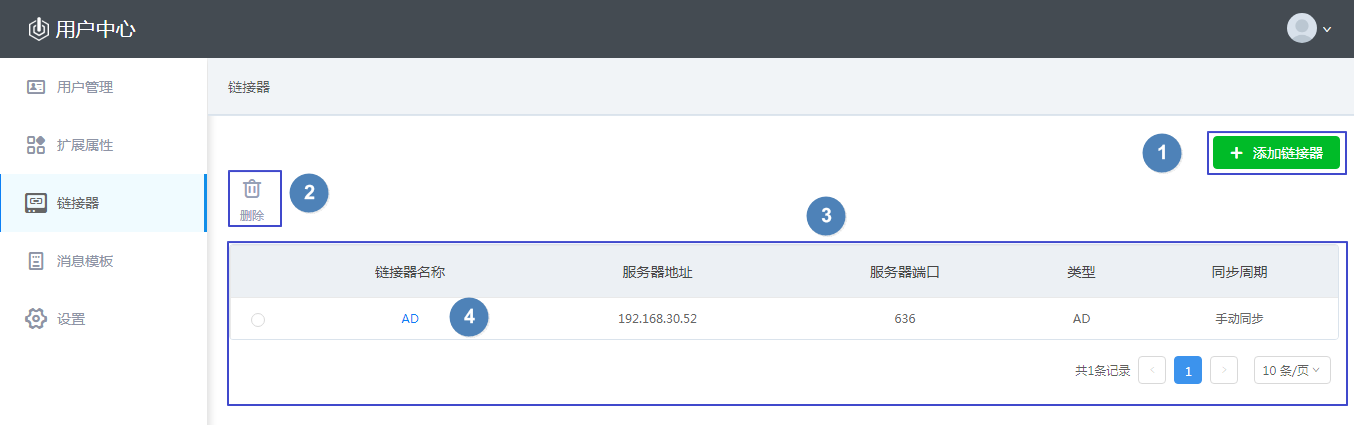 用户中心
用户管理
扩展属性
链接器
消息模板
设置
链接器
1
+ 添加链接器
删除
2
3
链接器名称 服务器地址 服务器端口 类型 同步周期
AD 4 192.168.30.52 636 AD 手动同步
共1条记录 < 1 > 10 条/页